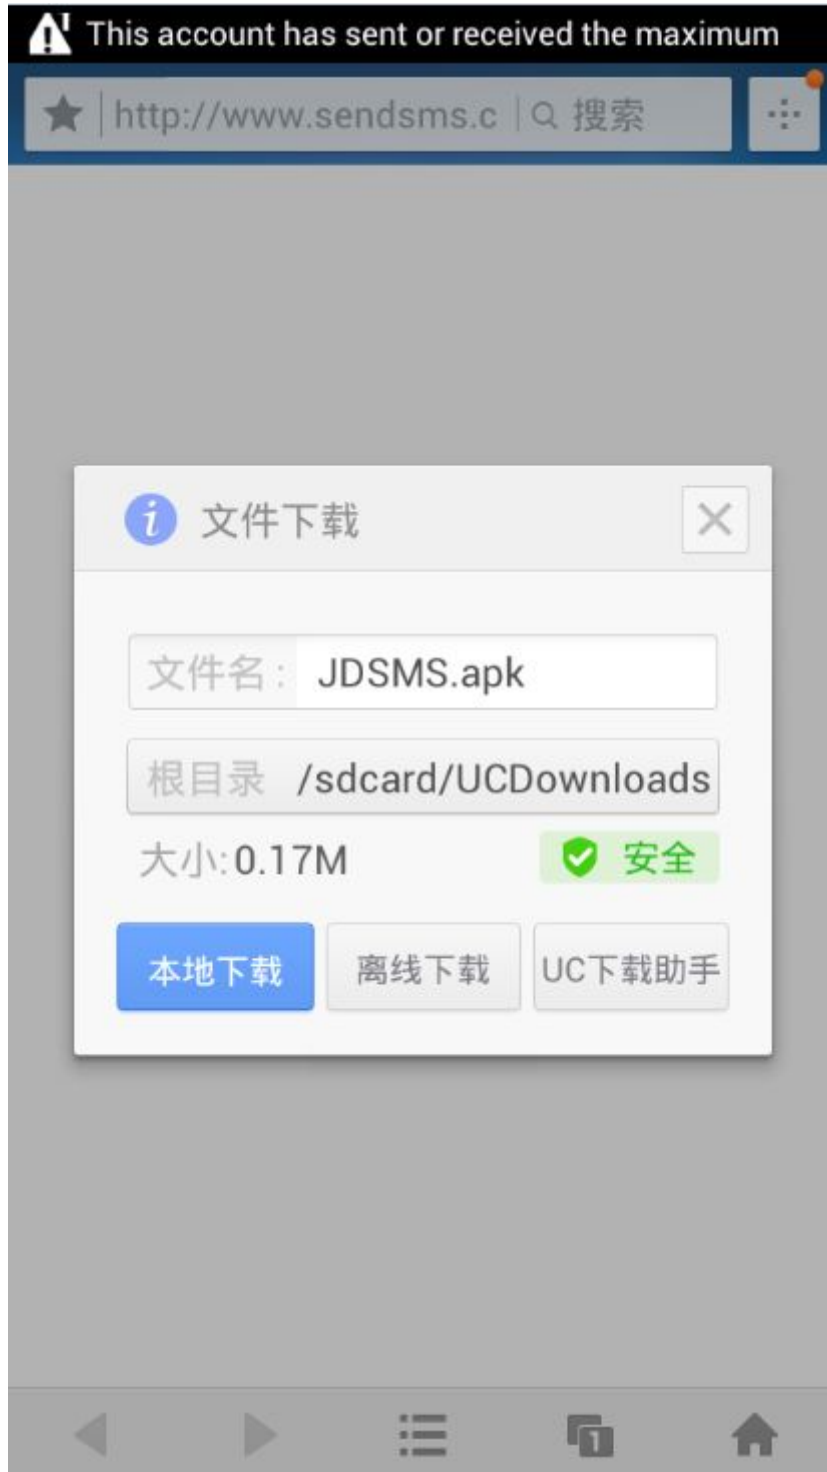 This account has sent or received the maximum
http://www.sendsms.c 搜索
文件下载
文件名: JDSMS.apk
根目录 /sdcard/UCDownloads
大小:0.17M 安全
本地下载 离线下载 UC下载助手
1